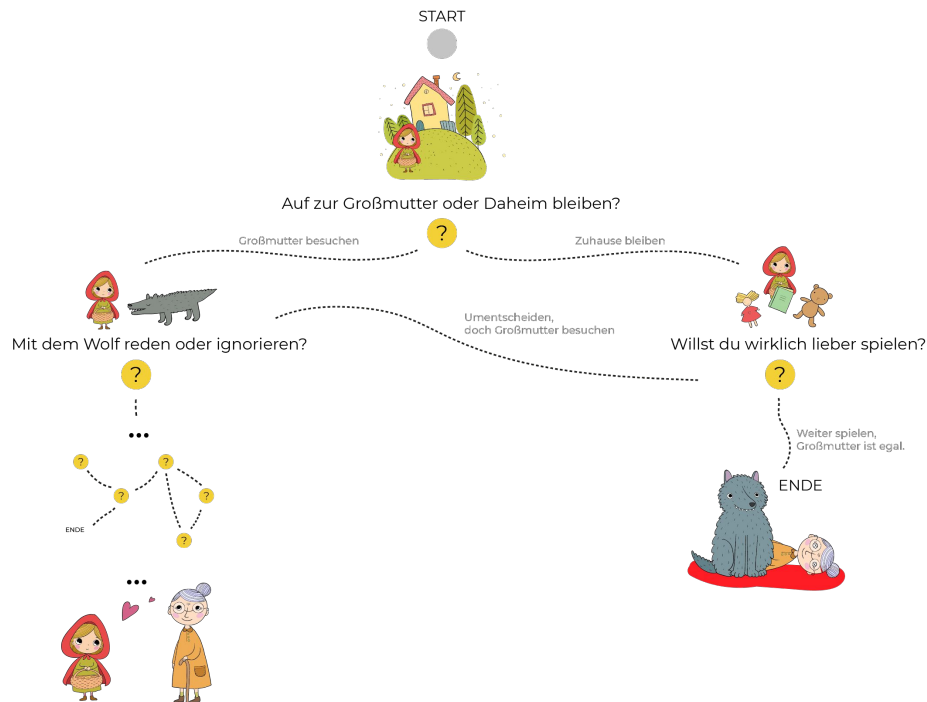 START
Auf zur Großmutter oder Daheim bleiben?
?
Großmutter besuchen
Zuhause bleiben
Umentscheiden,
doch Großmutter besuchen
Mit dem Wolf reden oder ignorieren?
?
Willst du wirklich lieber spielen?
?
...
Weiter spielen,
Großmutter ist egal.
?
?
?
?
ENDE
ENDE
?
...